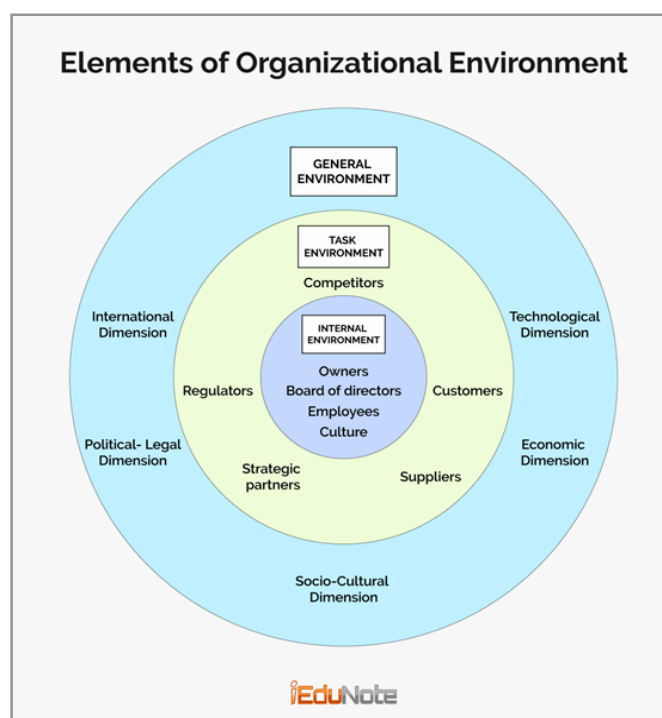 Elements of Organizational Environment
GENERAL
ENVIRONMENT
TASK
ENVIRONMENT
Competitors
INTERNAL
ENVIRONMENT
Owners
Board of directors
Employees
Culture
International
Dimension
Technological
Dimension
Regulators
Customers
Political- Legal
Dimension
Economic
Dimension
Strategic
partners
Suppliers
Socio-Cultural
Dimension
iEduNote